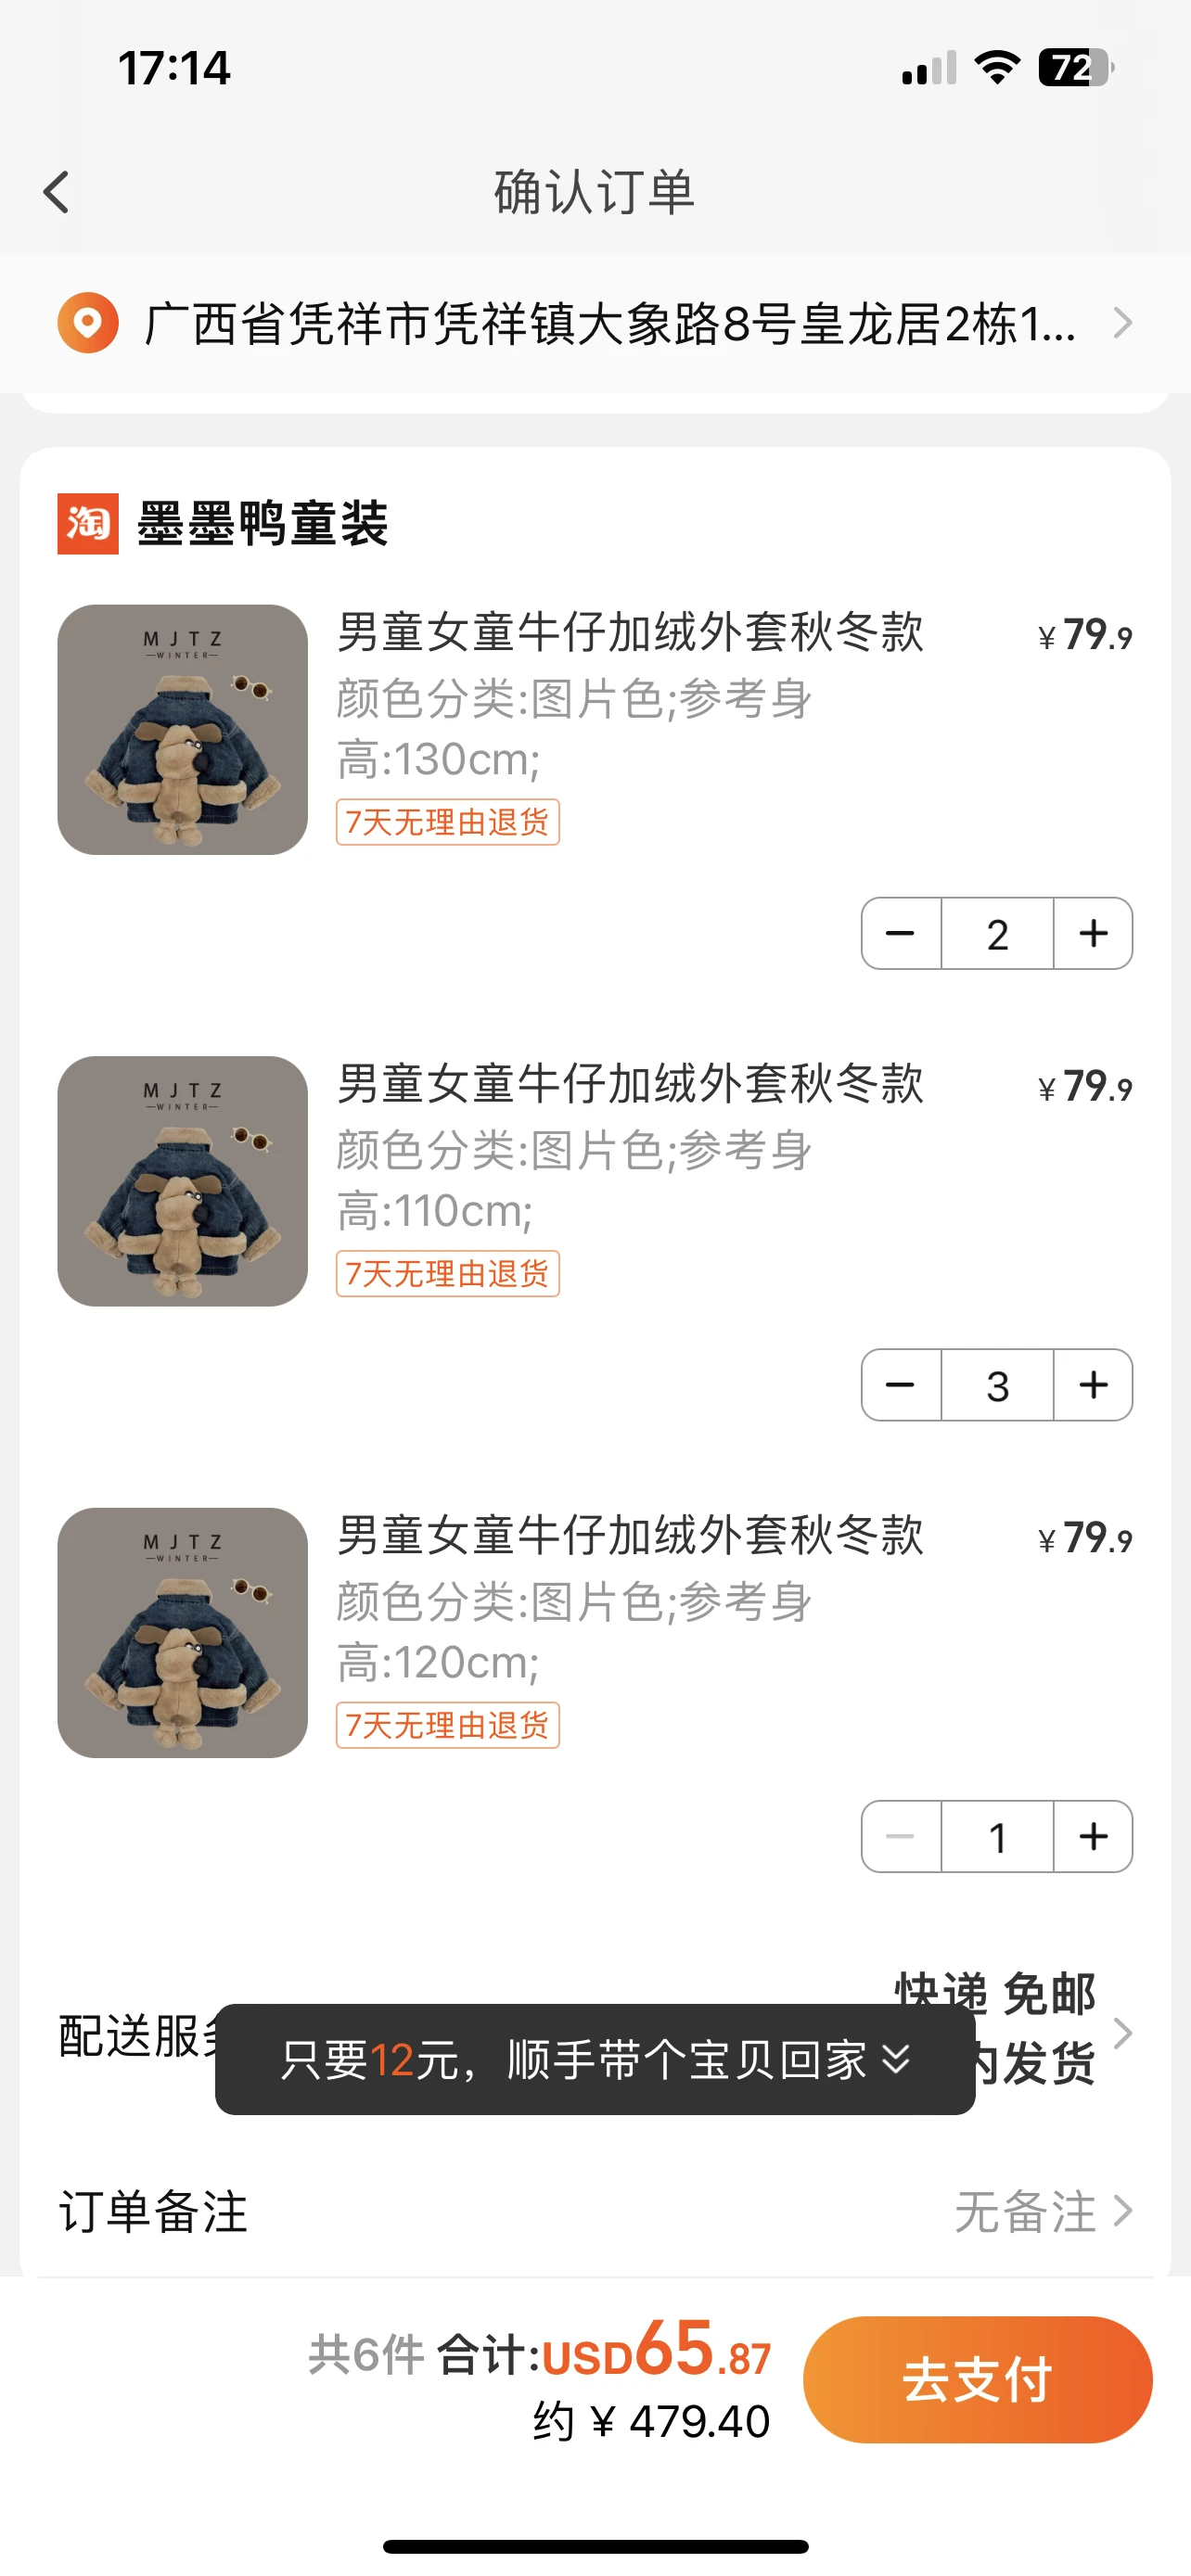 17:14
72
确认订单
广西省凭祥市凭祥镇大象路8号皇龙居2栋1...
淘 墨墨鸭童装
MJTZ
—WINTER—
男童女童牛仔加绒外套秋冬款 ¥79.9
颜色分类:图片色;参考身
高:130cm;
7天无理由退货
2
MJTZ
—WINTER—
男童女童牛仔加绒外套秋冬款 ¥79.9
颜色分类:图片色;参考身
高:110cm;
7天无理由退货
3
MJTZ
—WINTER—
男童女童牛仔加绒外套秋冬款 ¥79.9
颜色分类:图片色;参考身
高:120cm;
7天无理由退货
1
快递 免邮
配送服
发货
只要12元，顺手带个宝贝回家
订单备注 无备注
共6件 合计:USD65.87
约 ¥ 479.40
去支付